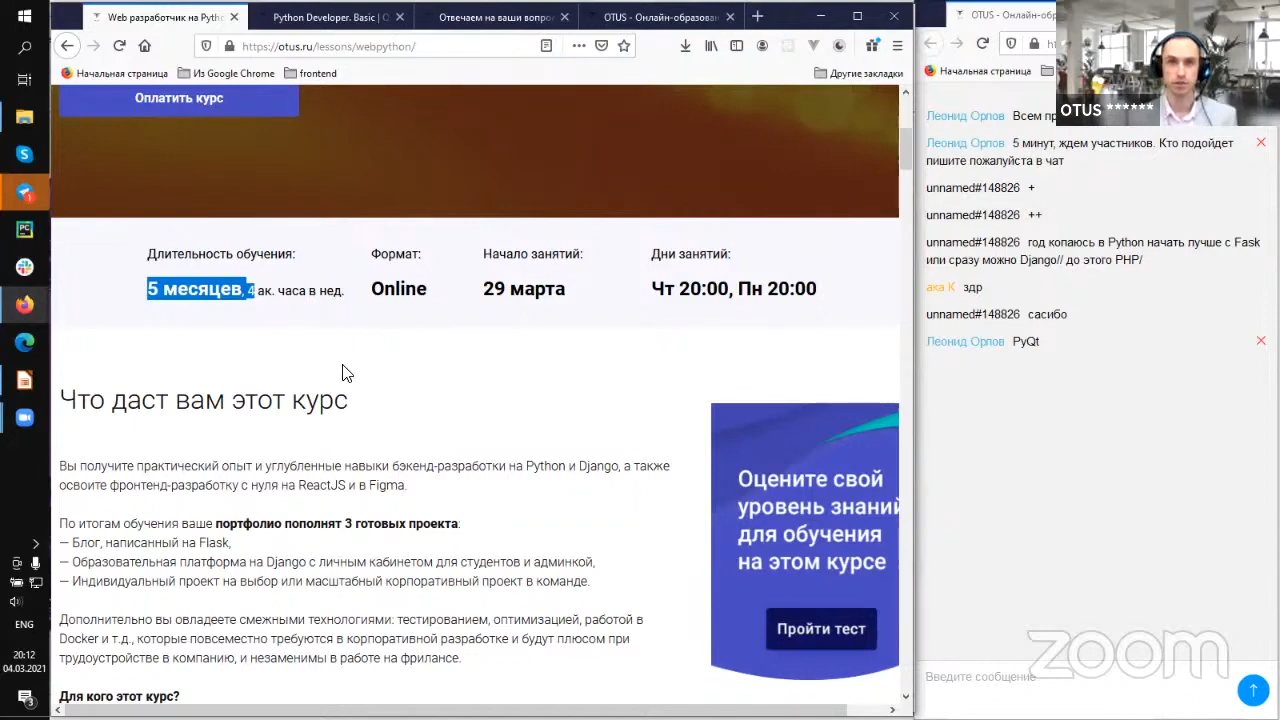 Web разработчик на Pytho
Python Developer. Basic | O
Отвечаем на ваши вопро
OTUS - Онлайн-образован
OTUS - Онлайн-обр
https://otus.ru/lessons/webpython/
Начальная страница
Из Google Chrome
frontend
Другие закладки
Начальная страница
Оплатить курс
Длительность обучения:
Формат:
Начало занятий:
Дни занятий:
5 месяцев, 4 ак. часа в нед.
Online
29 марта
Чт 20:00, Пн 20:00
Что даст вам этот курс
Вы получите практический опыт и углубленные навыки бэкенд-разработки на Python и Django, а также
освоите фронтенд-разработку с нуля на ReactJS и в Figma.
По итогам обучения ваше портфолио пополнят 3 готовых проекта:
— Блог, написанный на Flask,
— Образовательная платформа на Django с личным кабинетом для студентов и админкой,
— Индивидуальный проект на выбор или масштабный корпоративный проект в команде.
Дополнительно вы овладеете смежными технологиями: тестированием, оптимизацией, работой в
Docker и т.д., которые повсеместно требуются в корпоративной разработке и будут плюсом при
трудоустройстве в компанию, и незаменимы в работе на фрилансе.
Для кого этот курс?
Оцените свой
уровень знаний
для обучения
на этом курсе
Пройти тест
OTUS ******
Леонид Орлов Всем пр
Леонид Орлов 5 минут, ждем участников. Кто подойдет
пишите пожалуйста в чат
unnamed#148826 +
unnamed#148826 ++
unnamed#148826 год копаюсь в Python начать лучше с Fask
или сразу можно Django// до этого PHP/
ака K здр
unnamed#148826 сасибо
Леонид Орлов PyQt
Введите сообщение
zoom
ENG
20:12
04.03.2021
3